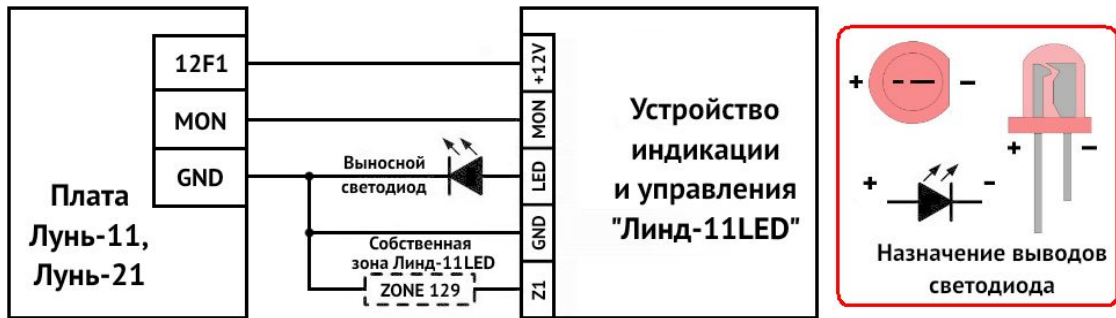 12F1
MON
GND
Плата
Лунь-11,
Лунь-21
Выносной
светодиод
Собственная
зона Линд-11LED
ZONE 129
+12V
MON
LED
GND
Z1
Устройство
индикации
и управления
"Линд-11LED"
+ - -
+ -
+ -
Назначение выводов
светодиода